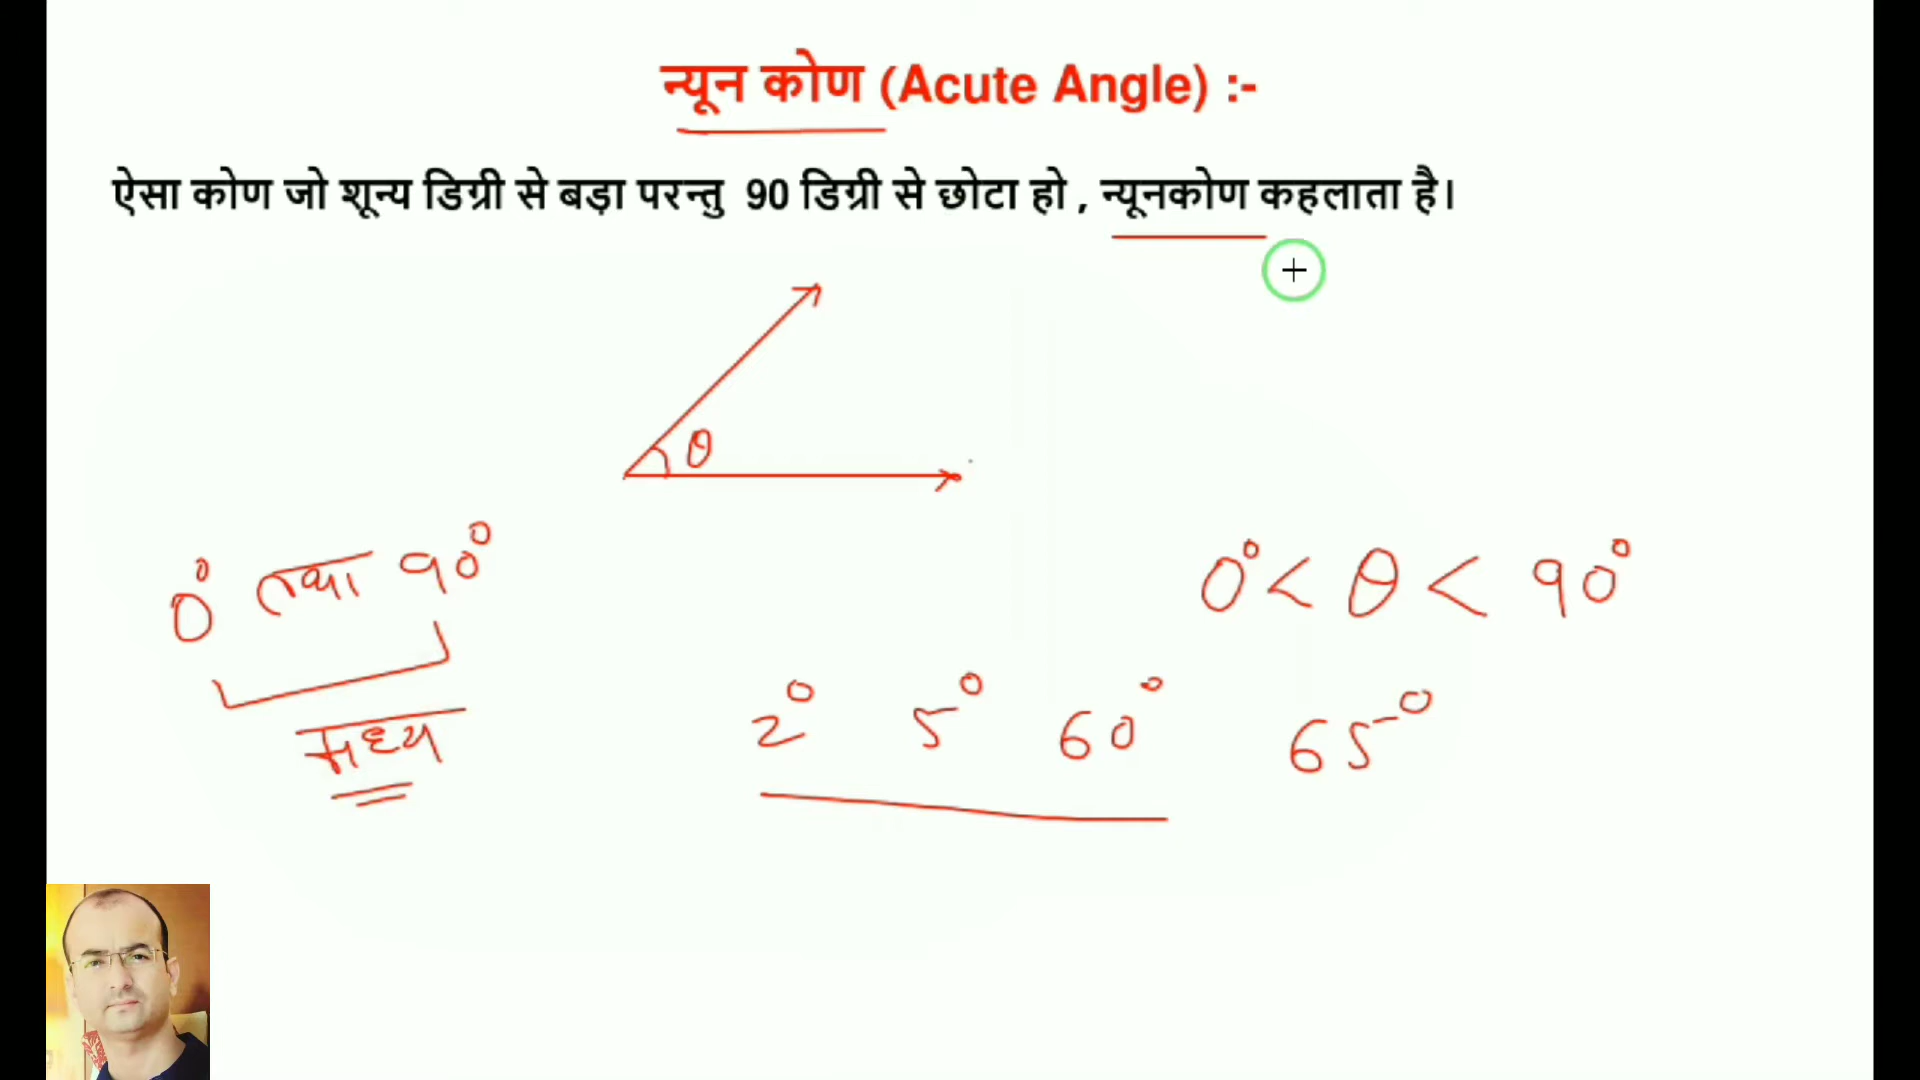 न्यून कोण (Acute Angle) :-
ऐसा कोण जो शून्य डिग्री से बड़ा परन्तु 90 डिग्री से छोटा हो , न्यूनकोण कहलाता है।
θ
0° तथा 90°
मध्य
0° < θ < 90°
2° 5° 60° 65°